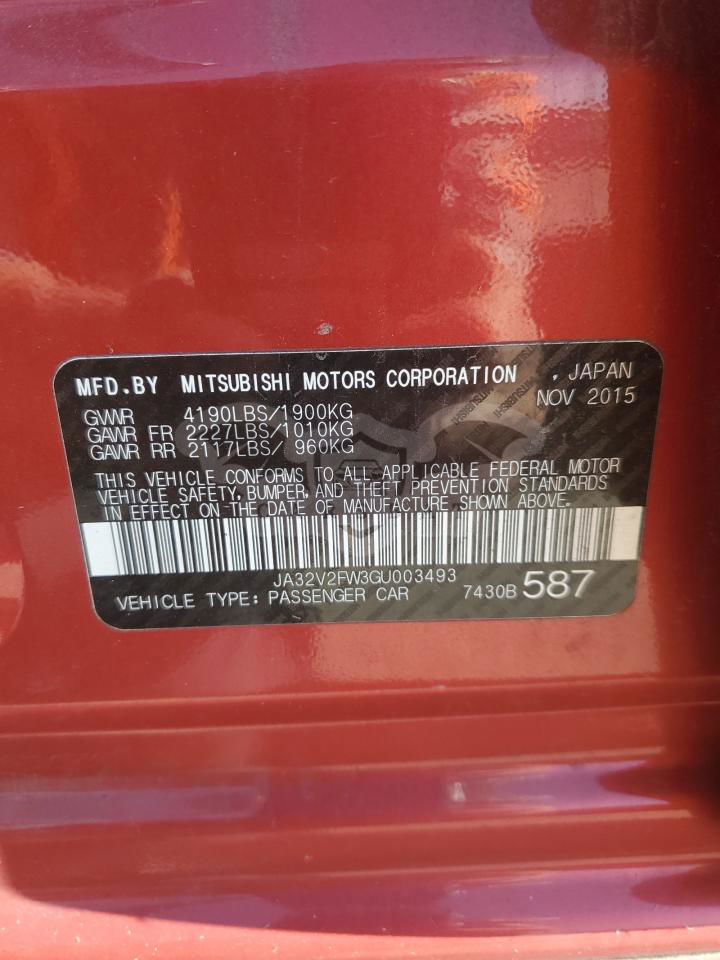 MFD.BY MITSUBISHI MOTORS CORPORATION , JAPAN
NOV 2015
GVWR 4190LBS/1900KG
GAWR FR 2227LBS/1010KG
GAWR RR 2117LBS/ 960KG
THIS VEHICLE CONFORMS TO ALL APPLICABLE FEDERAL MOTOR
VEHICLE SAFETY, BUMPER, AND THEFT PREVENTION STANDARDS
IN EFFECT ON THE DATE OF MANUFACTURE SHOWN ABOVE.
JA32V2FW3GU003493
VEHICLE TYPE: PASSENGER CAR 7430B 587